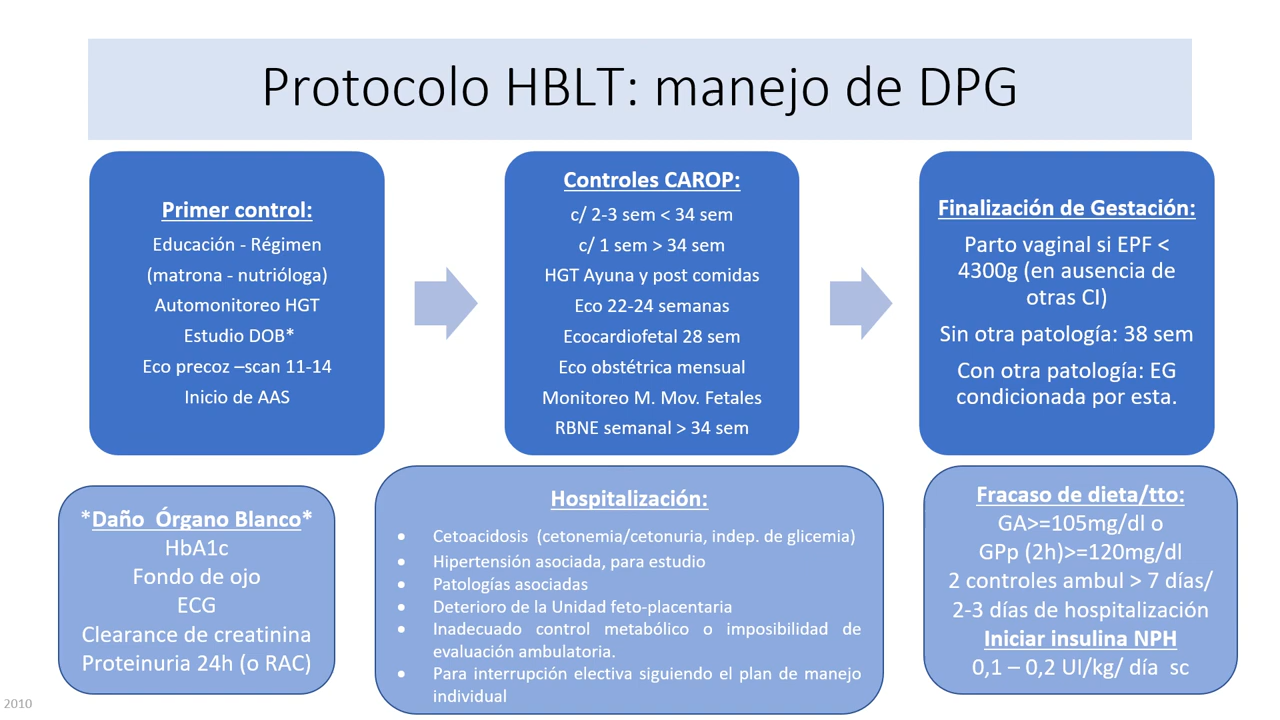 Protocolo HBLT: manejo de DPG
Primer control:
Educación - Régimen
(matrona - nutrióloga)
Automonitoreo HGT
Estudio DOB*
Eco precoz –scan 11-14
Inicio de AAS
Controles CAROP:
c/ 2-3 sem < 34 sem
c/ 1 sem > 34 sem
HGT Ayuna y post comidas
Eco 22-24 semanas
Ecocardiofetal 28 sem
Eco obstétrica mensual
Monitoreo M. Mov. Fetales
RBNE semanal > 34 sem
Finalización de Gestación:
Parto vaginal si EPF <
4300g (en ausencia de
otras CI)
Sin otra patología: 38 sem
Con otra patología: EG
condicionada por esta.
*Daño Órgano Blanco*
HbA1c
Fondo de ojo
ECG
Clearance de creatinina
Proteinuria 24h (o RAC)
Hospitalización:
• Cetoacidosis (cetonemia/cetonuria, indep. de glicemia)
• Hipertensión asociada, para estudio
• Patologías asociadas
• Deterioro de la Unidad feto-placentaria
• Inadecuado control metabólico o imposibilidad de
evaluación ambulatoria.
• Para interrupción electiva siguiendo el plan de manejo
individual
Fracaso de dieta/tto:
GA>=105mg/dl o
GPp (2h)>=120mg/dl
2 controles ambul > 7 días/
2-3 días de hospitalización
Iniciar insulina NPH
0,1 – 0,2 UI/kg/ día sc
2010